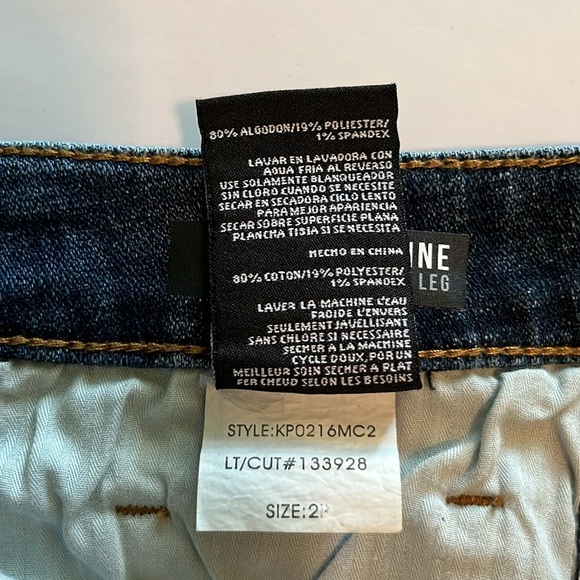 80% ALGODON/19% POLIESTER/
1% SPANDEX
LAVAR EN LAVADORA CON
AQUA FRIA AL REVERSO
USE SOLAMENTE BLANQUEADOR
SIN CLORO CUANDO SE NECESITE
SECAR EN SECADORA CICLO LENTO
PARA MEJOR APARIENCIA
SECAR SOBRE SUPERFICIE PLANA
PLANCHA TIBIA SI SE NECESITA
HECHO EN CHINA
80% COTON/19% POLYESTER/
1% SPANDEX
LAVER LA MACHINE L'EAU
FROIDE L'ENVERS
SEULEMENT JAVELLISANT
SANS CHLORE SI NECESSAIRE
SECHER A LA MACHINE
CYCLE DOUX, POR UN
MEILLEUR SOIN SECHER A PLAT
FER CHEUD SELON LES BESOINS
INE
LEG
STYLE:KP0216MC2
LT/CUT#133928
SIZE:2P